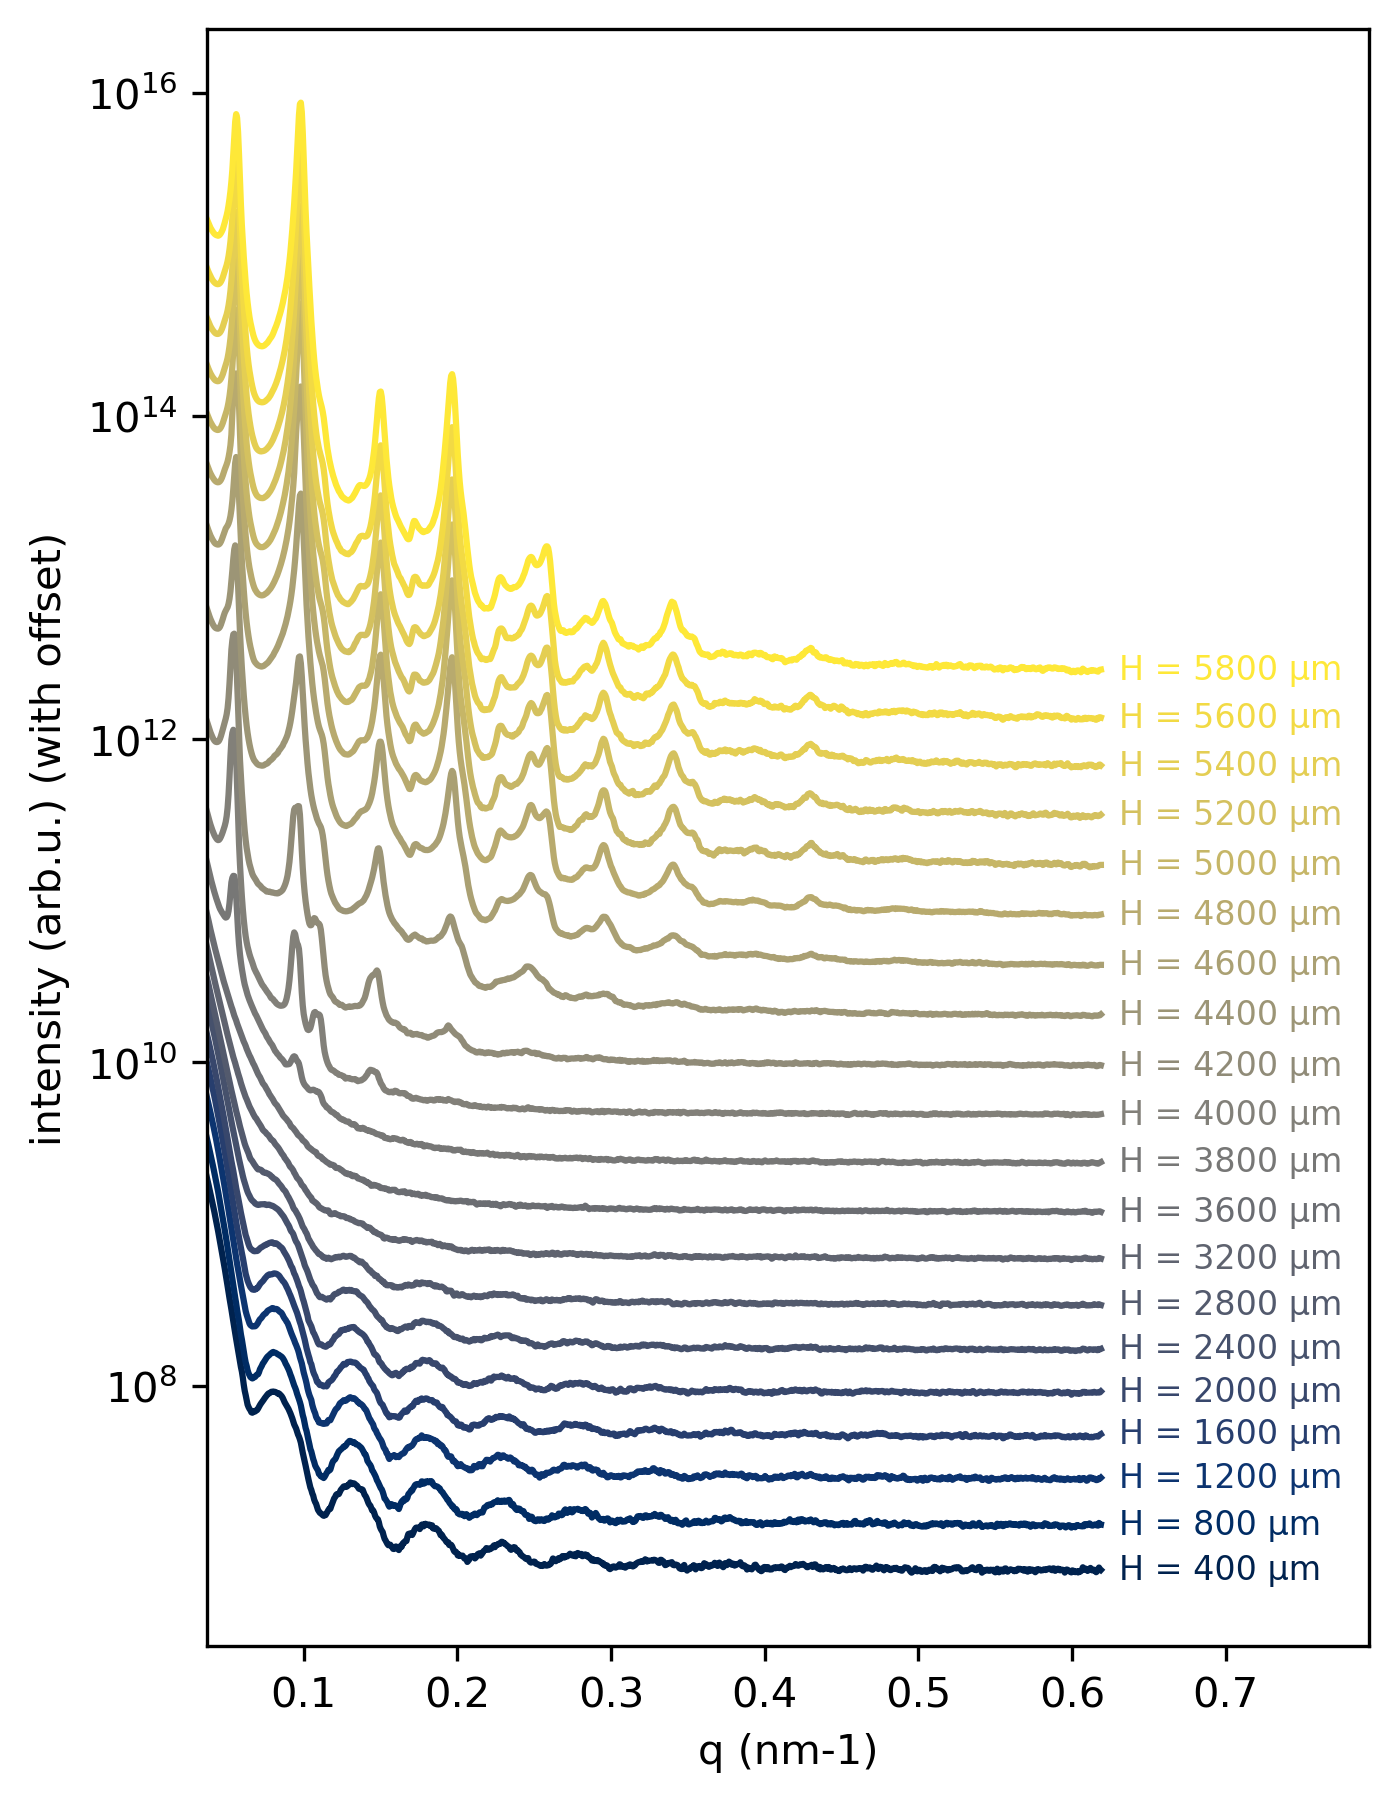 10^16
10^14
10^12
10^10
10^8
intensity (arb.u.) (with offset)
H = 5800 μm
H = 5600 μm
H = 5400 μm
H = 5200 μm
H = 5000 μm
H = 4800 μm
H = 4600 μm
H = 4400 μm
H = 4200 μm
H = 4000 μm
H = 3800 μm
H = 3600 μm
H = 3200 μm
H = 2800 μm
H = 2400 μm
H = 2000 μm
H = 1600 μm
H = 1200 μm
H = 800 μm
H = 400 μm
0.1 0.2 0.3 0.4 0.5 0.6 0.7
q (nm-1)